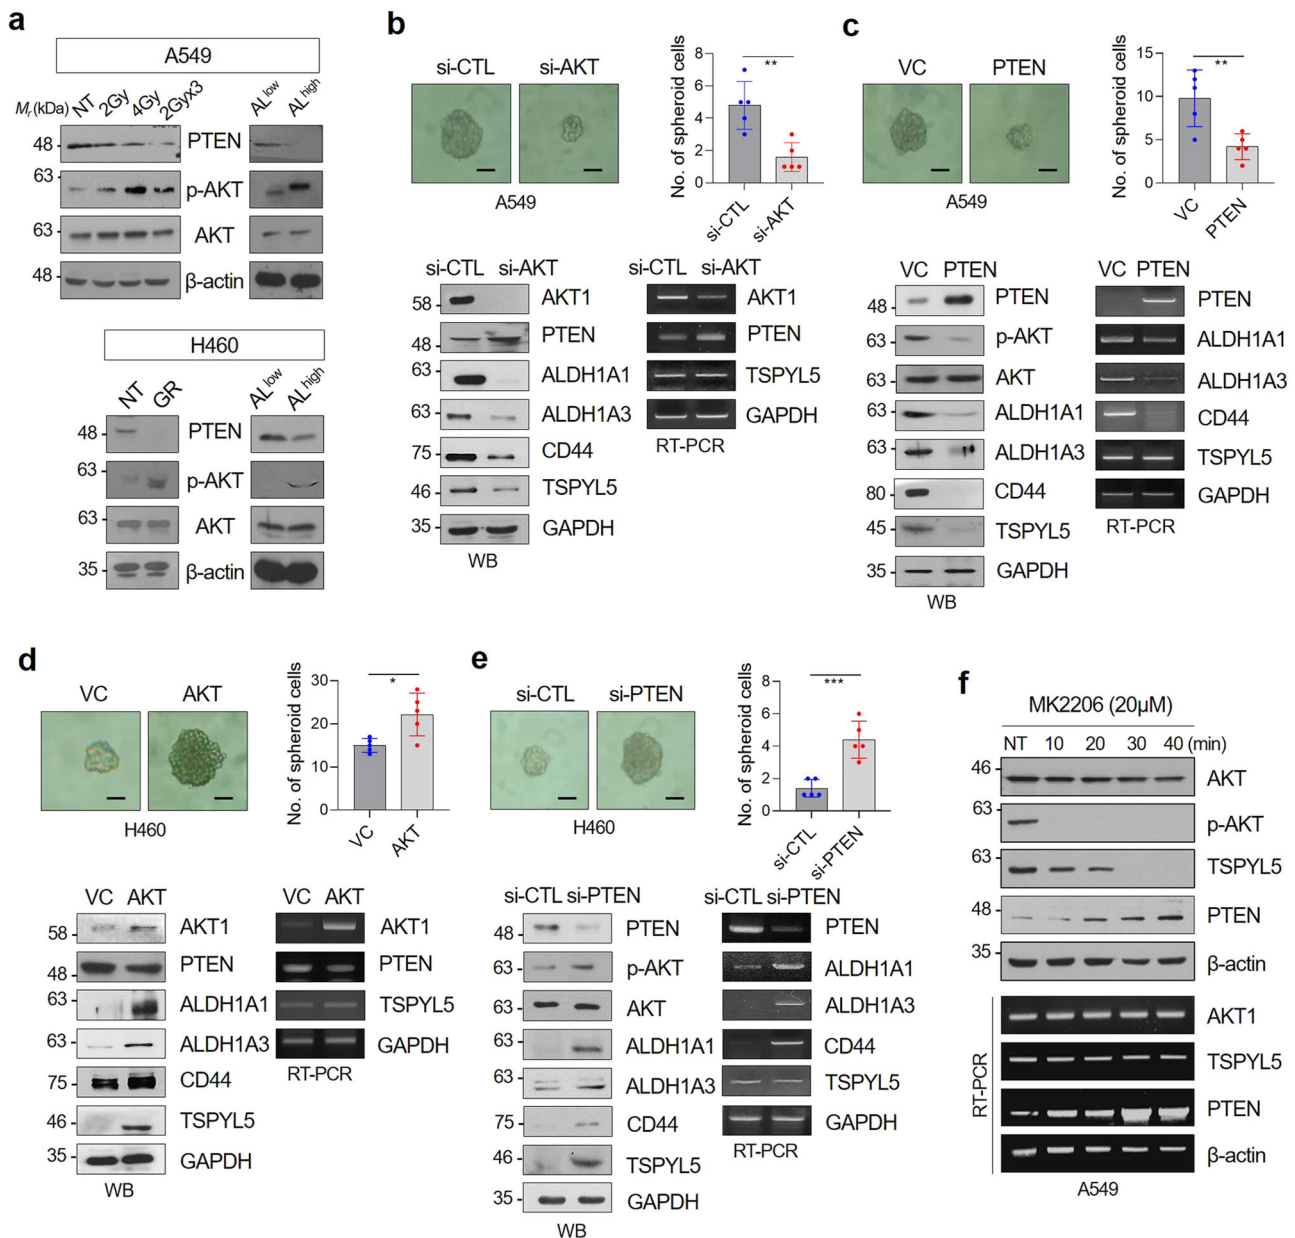 a
A549
Mr (kDa) NT 2Gy 4Gy 2Gyx3 ALlow ALhigh
48 PTEN
63 p-AKT
63 AKT
48 β-actin
H460
NT GR ALlow ALhigh
48 PTEN
63 p-AKT
63 AKT
35 β-actin
b
si-CTL si-AKT
A549
No. of spheroid cells
8
6
4
2
0
**
si-CTL si-AKT
si-CTL si-AKT
58 AKT1
48 PTEN
63 ALDH1A1
63 ALDH1A3
75 CD44
46 TSPYL5
35 GAPDH
WB
si-CTL si-AKT
AKT1
PTEN
TSPYL5
GAPDH
RT-PCR
c
VC PTEN
A549
No. of spheroid cells
15
10
5
0
**
VC PTEN
VC PTEN
48 PTEN
63 p-AKT
63 AKT
63 ALDH1A1
63 ALDH1A3
80 CD44
45 TSPYL5
35 GAPDH
WB
VC PTEN
PTEN
ALDH1A1
ALDH1A3
CD44
TSPYL5
GAPDH
RT-PCR
d
VC AKT
H460
No. of spheroid cells
30
20
10
0
*
VC AKT
VC AKT
58 AKT1
48 PTEN
63 ALDH1A1
63 ALDH1A3
75 CD44
46 TSPYL5
35 GAPDH
WB
VC AKT
AKT1
PTEN
TSPYL5
GAPDH
RT-PCR
e
si-CTL si-PTEN
H460
No. of spheroid cells
8
6
4
2
0
***
si-CTL si-PTEN
si-CTL si-PTEN
48 PTEN
63 p-AKT
63 AKT
63 ALDH1A1
63 ALDH1A3
75 CD44
46 TSPYL5
35 GAPDH
WB
si-CTL si-PTEN
PTEN
ALDH1A1
ALDH1A3
CD44
TSPYL5
GAPDH
RT-PCR
f
MK2206 (20μM)
NT 10 20 30 40 (min)
46 AKT
63 p-AKT
63 TSPYL5
48 PTEN
35 β-actin
RT-PCR
AKT1
TSPYL5
PTEN
β-actin
A549